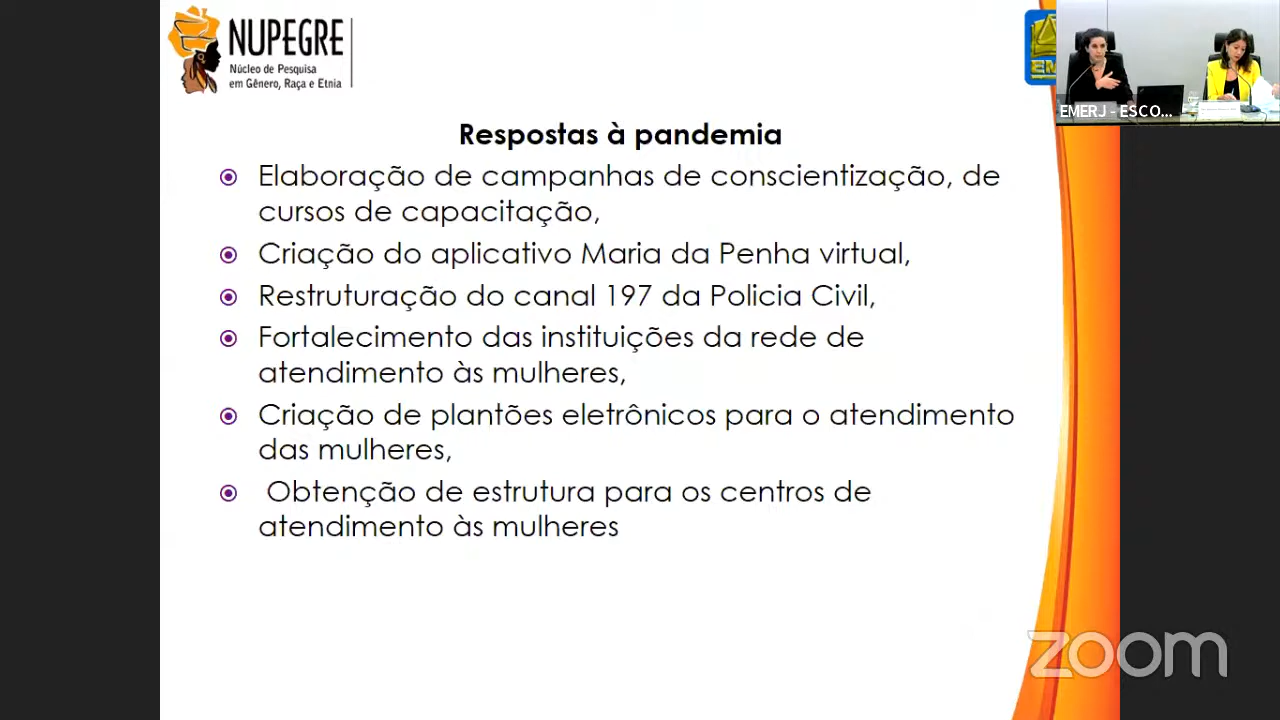 NUPEGRE
Núcleo de Pesquisa
em Gênero, Raça e Etnia
EMERJ - ESCO...
Respostas à pandemia
Elaboração de campanhas de conscientização, de
cursos de capacitação,
Criação do aplicativo Maria da Penha virtual,
Restruturação do canal 197 da Policia Civil,
Fortalecimento das instituições da rede de
atendimento às mulheres,
Criação de plantões eletrônicos para o atendimento
das mulheres,
Obtenção de estrutura para os centros de
atendimento às mulheres
zoom